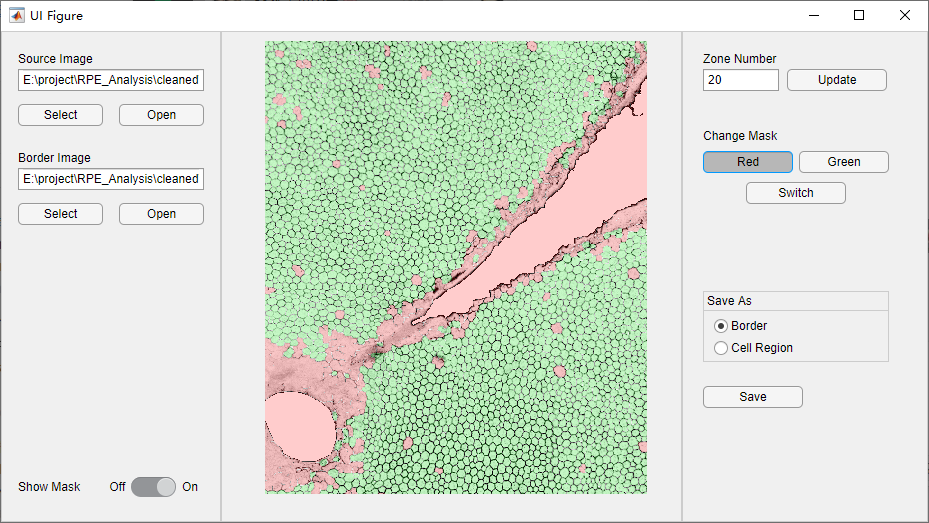 UI Figure
Source Image
E:\project\RPE_Analysis\cleaned
Select
Open
Border Image
E:\project\RPE_Analysis\cleaned
Select
Open
Show Mask
Off
On
Zone Number
20
Update
Change Mask
Red
Green
Switch
Save As
Border
Cell Region
Save